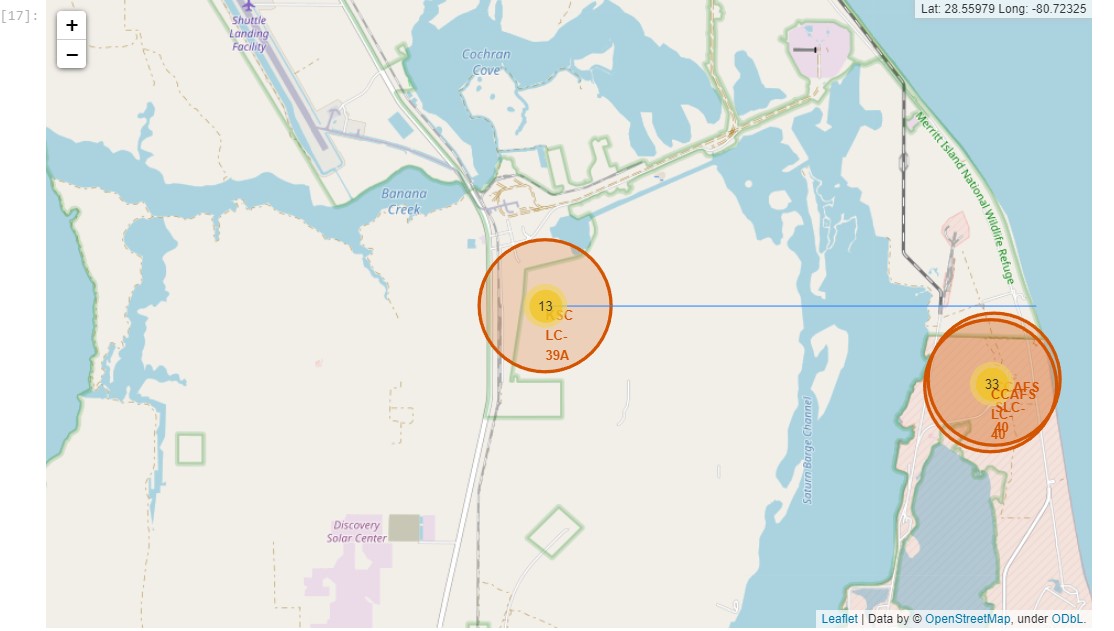 [17]:
+
−
Lat: 28.55979 Long: -80.72325
Shuttle
Landing
Facility
Cochran
Cove
Merritt Island National Wildlife Refuge
Banana
Creek
13
KSC
LC-
39A
33
CCAFS
SLC-
40
CCAFS
LC-
40
Saturn Barge Channel
Discovery
Solar Center
Leaflet | Data by © OpenStreetMap, under ODbL.